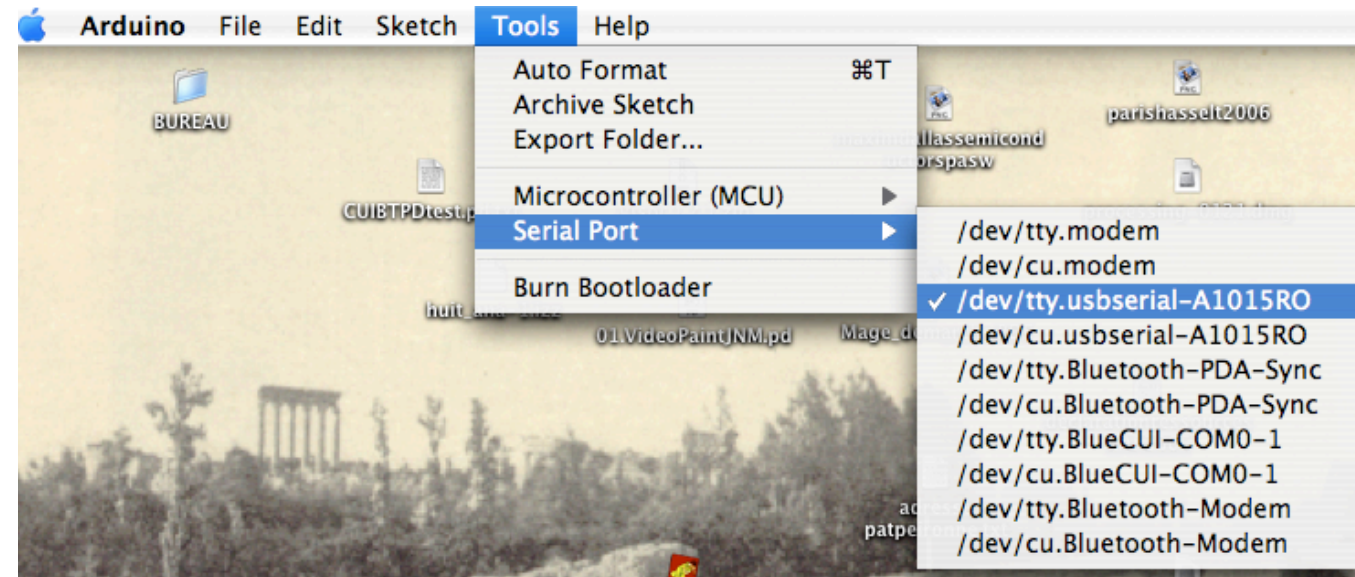 Arduino File Edit Sketch Tools Help
Auto Format ⌘T
Archive Sketch
Export Folder...
Microcontroller (MCU)
Serial Port
Burn Bootloader
/dev/tty.modem
/dev/cu.modem
✓ /dev/tty.usbserial-A1015RO
/dev/cu.usbserial-A1015RO
/dev/tty.Bluetooth-PDA-Sync
/dev/cu.Bluetooth-PDA-Sync
/dev/tty.BlueCUI-COM0-1
/dev/cu.BlueCUI-COM0-1
/dev/tty.Bluetooth-Modem
/dev/cu.Bluetooth-Modem
BUREAU
parishasselt2006
01.VideoPaintJNM.pd